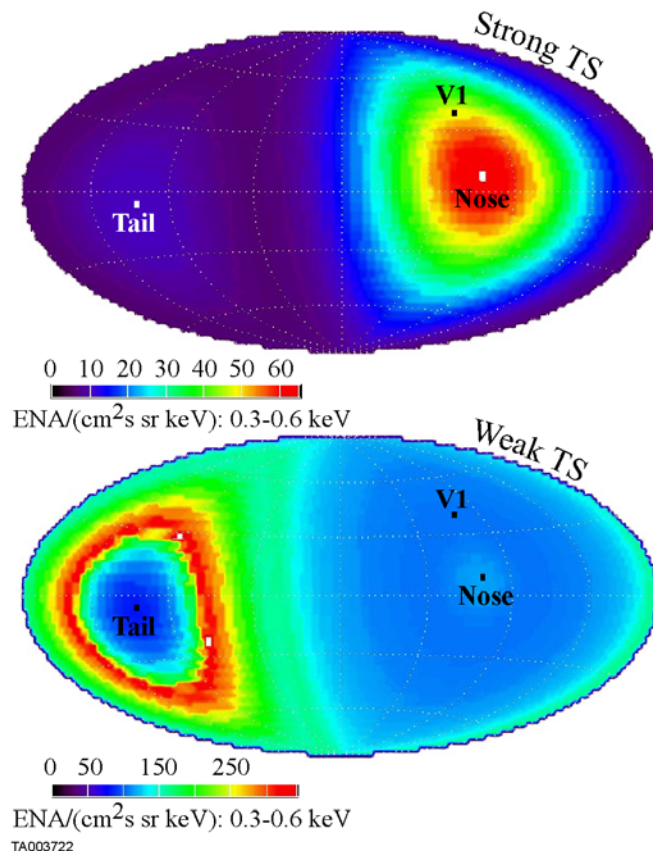 Strong TS
V1
Nose
Tail
0 10 20 30 40 50 60
ENA/(cm²s sr keV): 0.3-0.6 keV
Weak TS
V1
Nose
Tail
0 50 150 250
ENA/(cm²s sr keV): 0.3-0.6 keV
TA003722